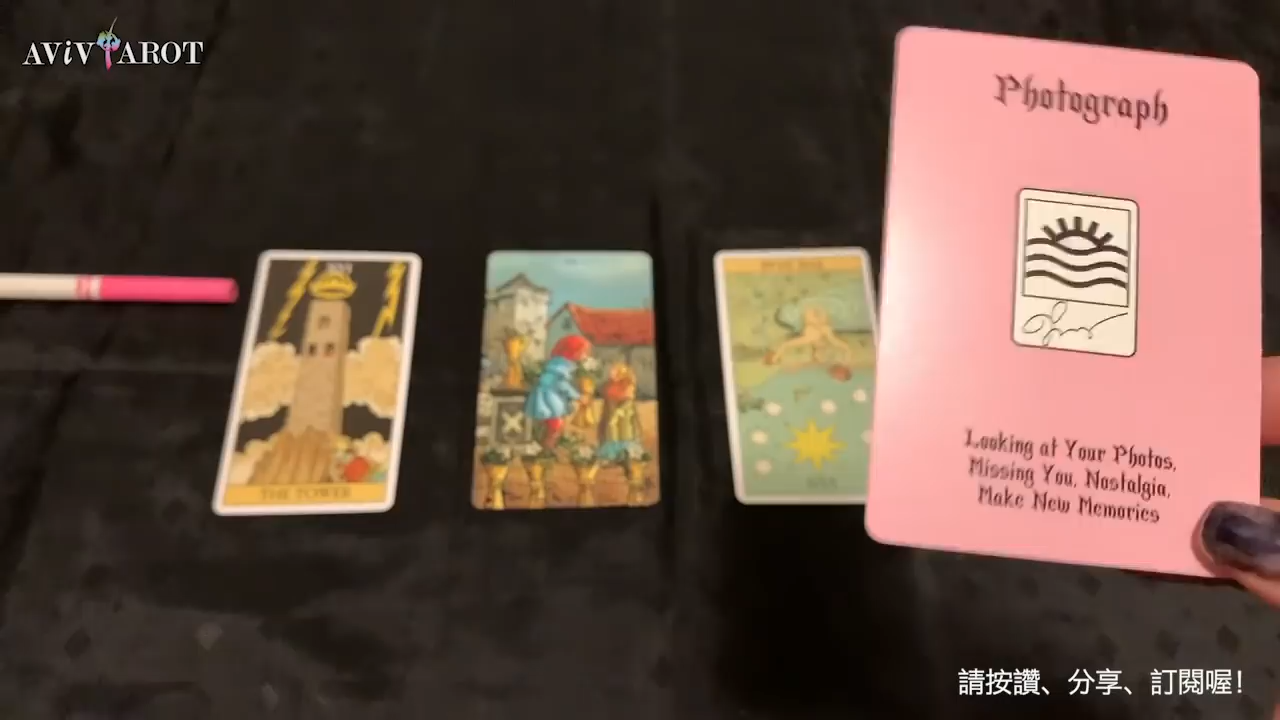 AViVTAROT
Photograph
Looking at Your Photos,
Missing You, Nostalgia,
Make New Memories
XVI
THE TOWER
請按讚、分享、訂閱喔!